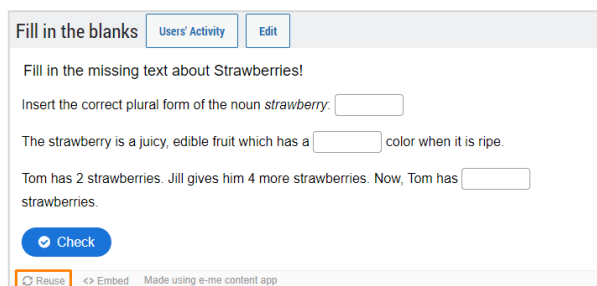 Fill in the blanks Users' Activity Edit
Fill in the missing text about Strawberries!
Insert the correct plural form of the noun strawberry:
The strawberry is a juicy, edible fruit which has a color when it is ripe.
Tom has 2 strawberries. Jill gives him 4 more strawberries. Now, Tom has
strawberries.
Check
Reuse <> Embed Made using e-me content app